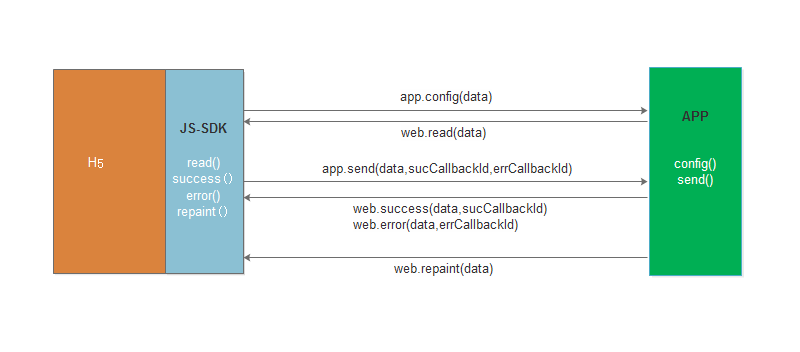 H5
JS-SDK
read()
success()
error()
repaint()
app.config(data)
web.read(data)
app.send(data,sucCallbackId,errCallbackId)
web.success(data,sucCallbackId)
web.error(data,errCallbackId)
web.repaint(data)
APP
config()
send()